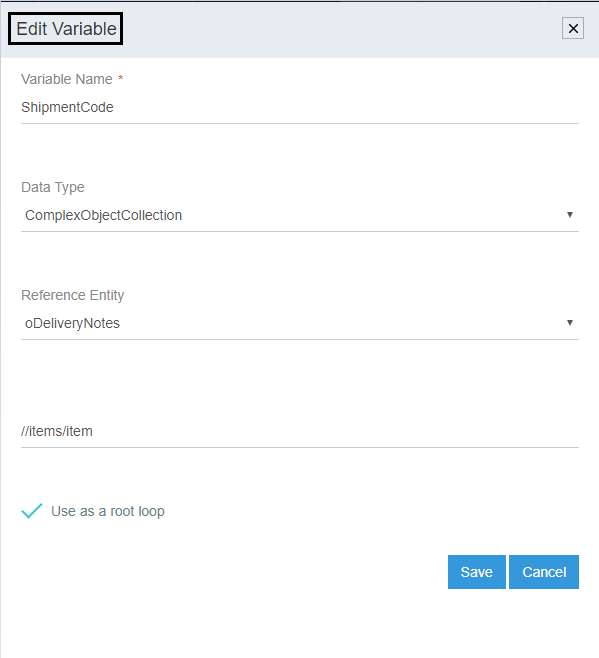 Edit Variable
Variable Name *
ShipmentCode
Data Type
ComplexObjectCollection
Reference Entity
oDeliveryNotes
//items/item
Use as a root loop
Save Cancel